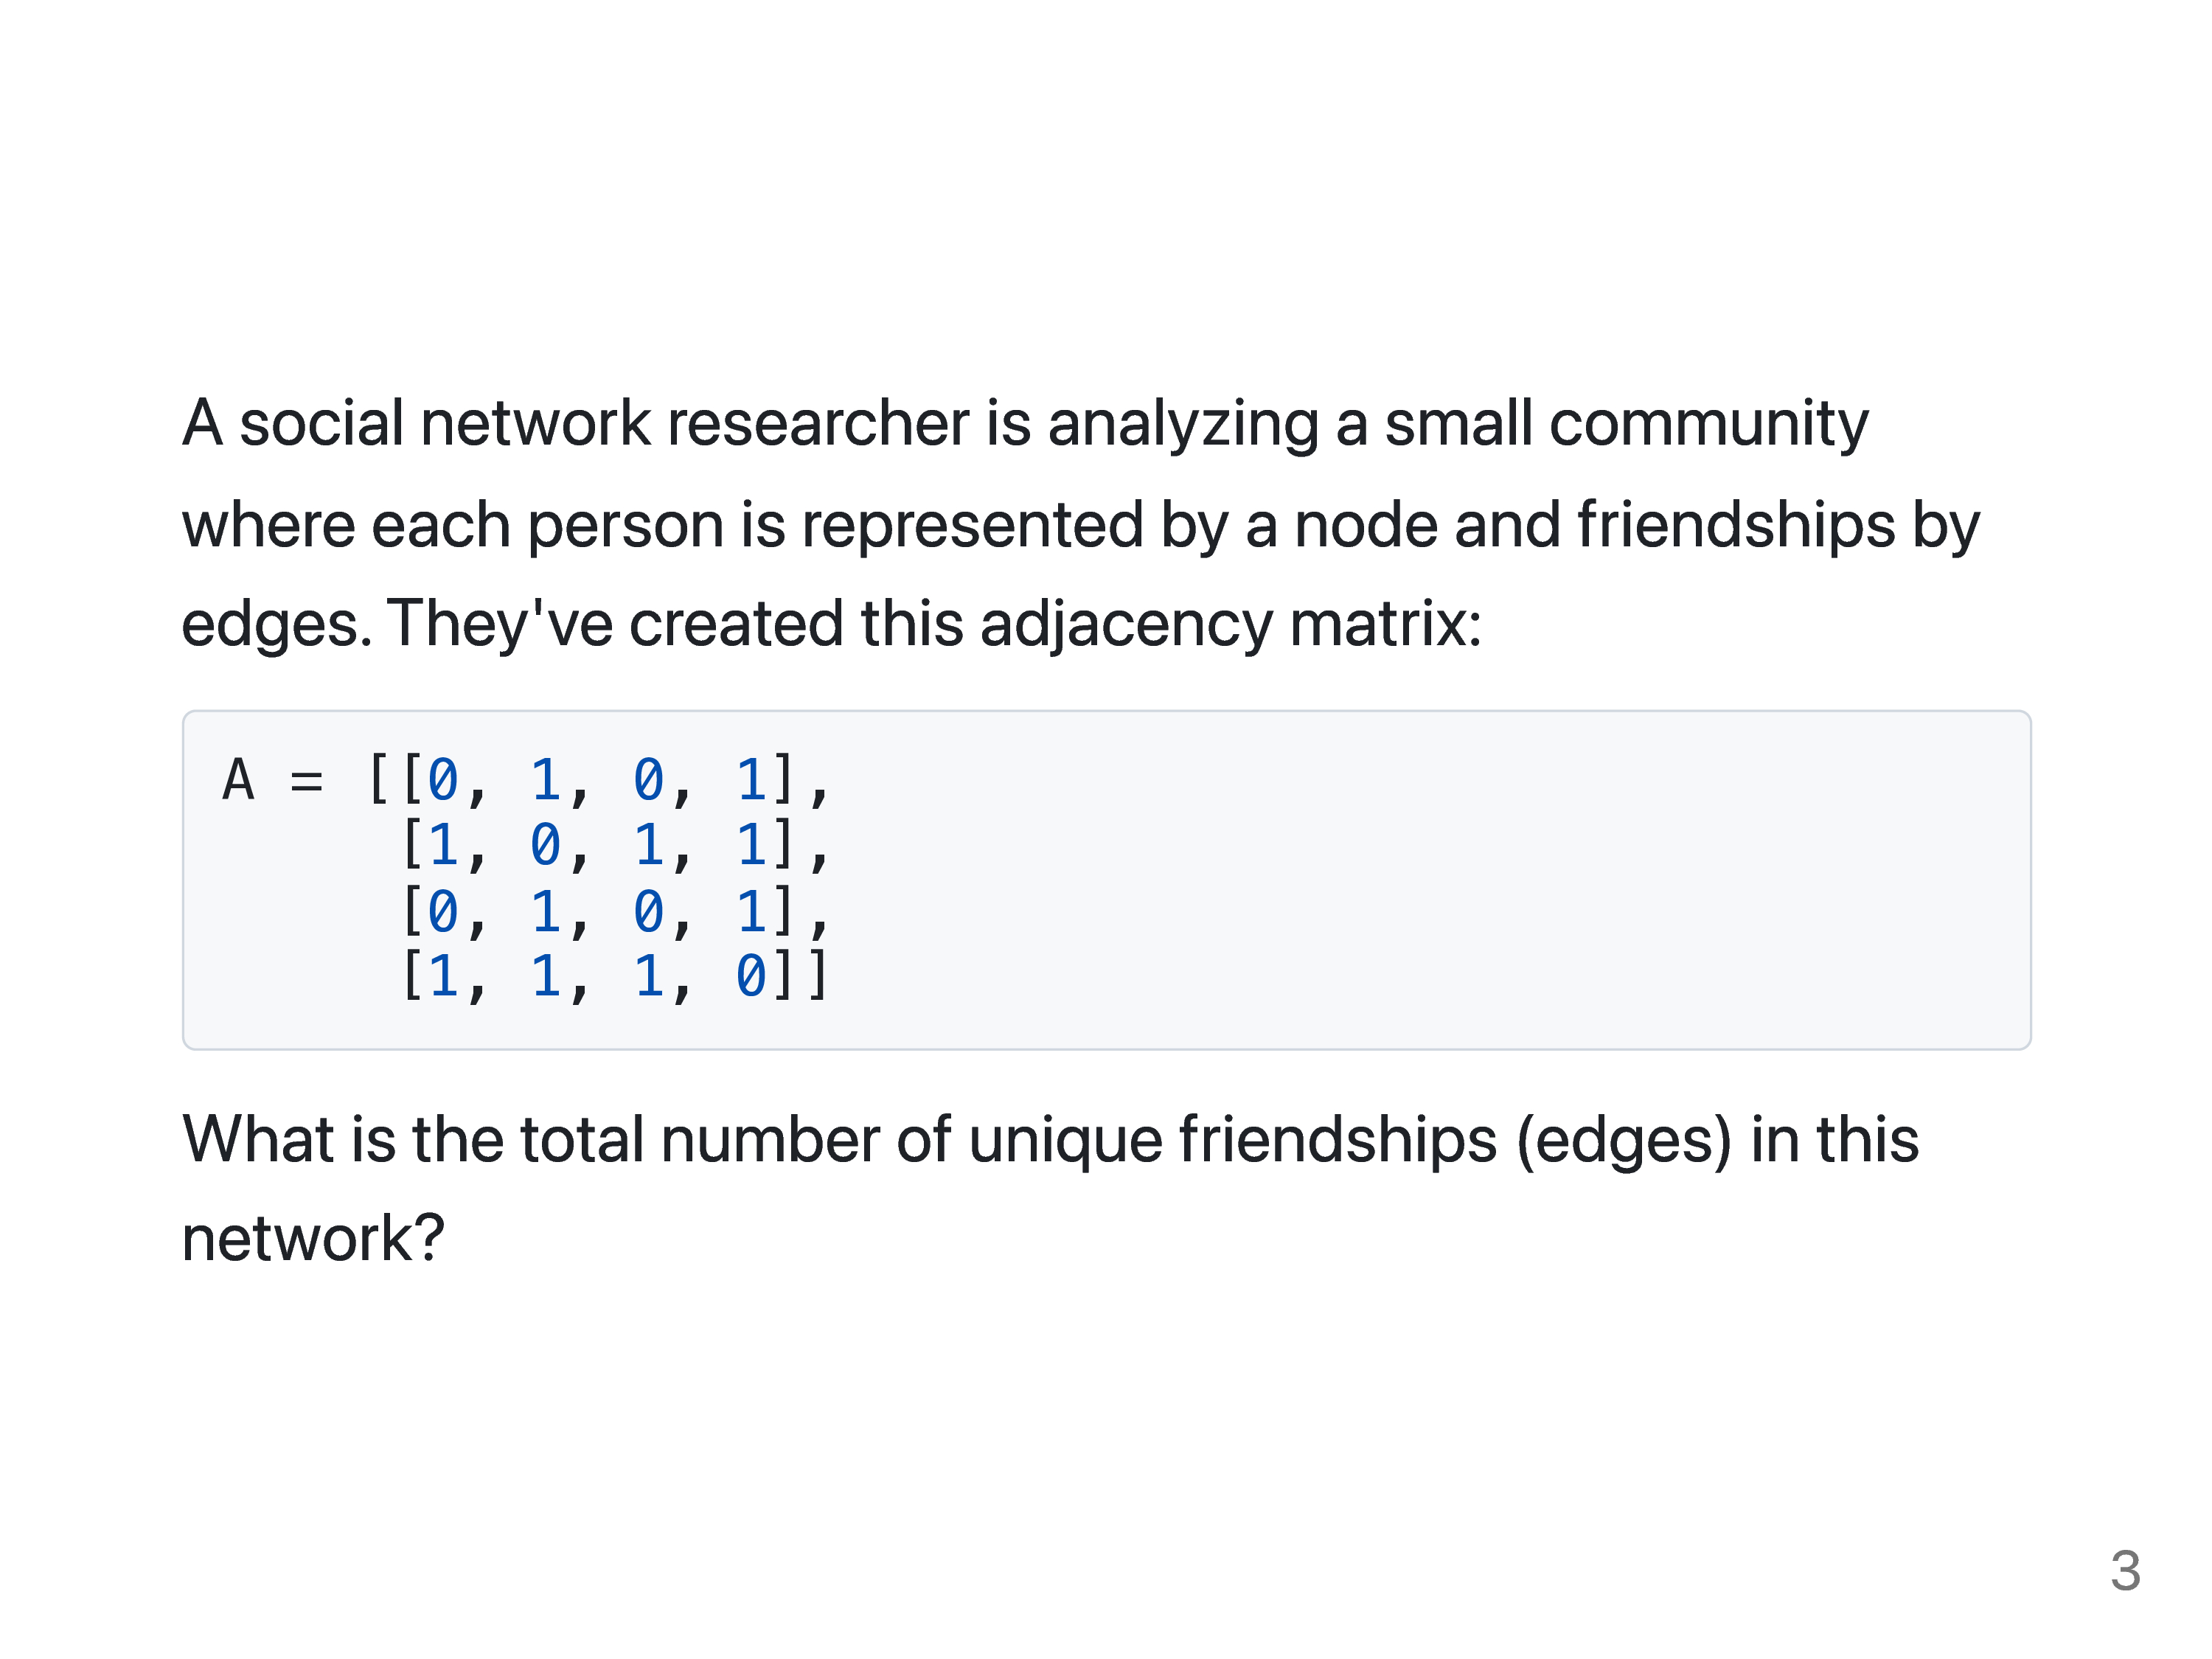 A social network researcher is analyzing a small community
where each person is represented by a node and friendships by
edges. They've created this adjacency matrix:
A = [[0, 1, 0, 1],
     [1, 0, 1, 1],
     [0, 1, 0, 1],
     [1, 1, 1, 0]]
What is the total number of unique friendships (edges) in this
network?
3